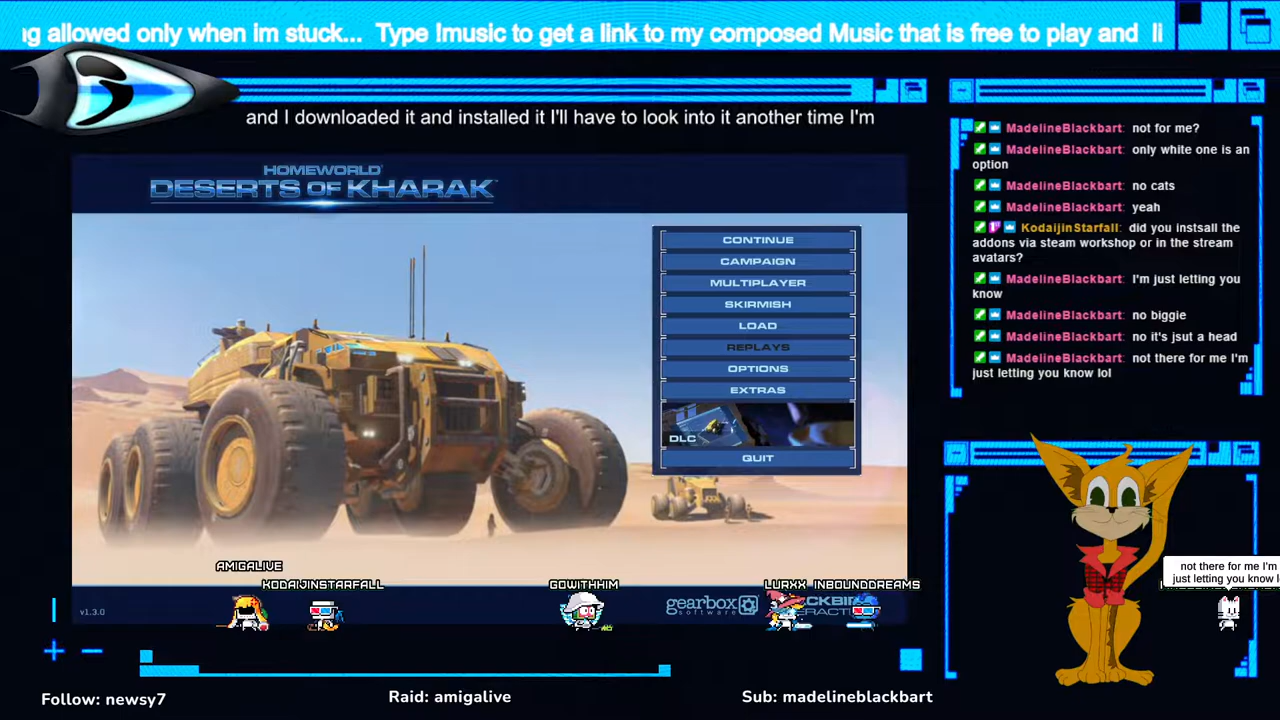 g allowed only when im stuck... Type !music to get a link to my composed Music that is free to play and li
and I downloaded it and installed it I'll have to look into it another time I'm
HOMEWORLD
DESERTS OF KHARAK
CONTINUE
CAMPAIGN
MULTIPLAYER
SKIRMISH
LOAD
REPLAYS
OPTIONS
EXTRAS
DLC
QUIT
MadelineBlackbart: not for me?
MadelineBlackbart: only white one is an
option
MadelineBlackbart: no cats
MadelineBlackbart: yeah
KodaijinStarfall: did you instsall the
addons via steam workshop or in the stream
avatars?
MadelineBlackbart: I'm just letting you
know
MadelineBlackbart: no biggie
MadelineBlackbart: no it's jsut a head
MadelineBlackbart: not there for me I'm
just letting you know lol
AMIGALIVE
KODAIJINSTARFALL
GOWITHHIM
LURXX INBOUNDDREAMS
not there for me I'm
just letting you know l
v1.3.0
gearbox
software
Follow: newsy7
Raid: amigalive
Sub: madelineblackbart